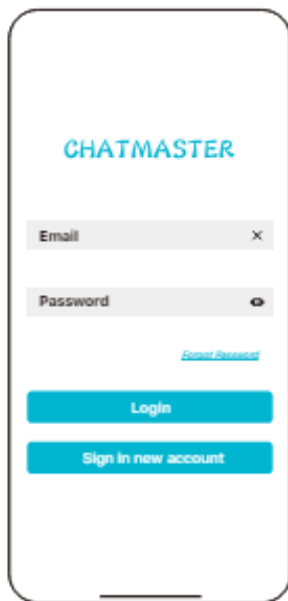 CHATMASTER
Email
Password
Forgot Password
Login
Sign in new account